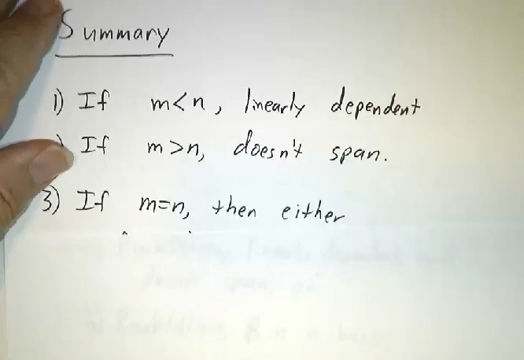 Summary
1) If m<n, linearly dependent
) If m>n, doesn't span.
3) If m=n, then either